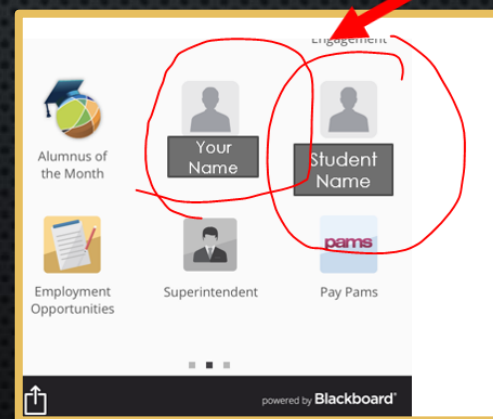 Engagement
Alumnus of
the Month
Your
Name
Student
Name
pams
Employment
Opportunities
Superintendent
Pay Pams
powered by Blackboard